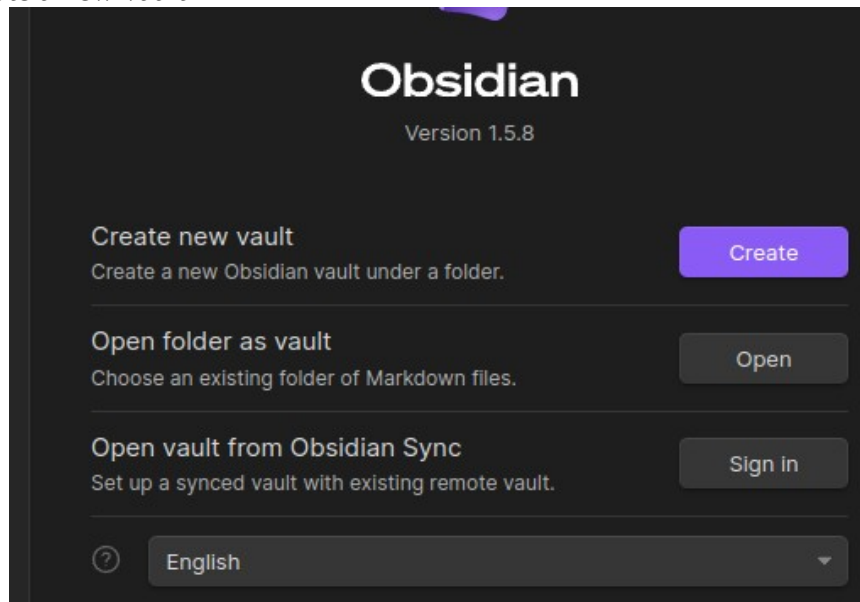 Obsidian
Version 1.5.8
Create new vault
Create a new Obsidian vault under a folder.
Create
Open folder as vault
Choose an existing folder of Markdown files.
Open
Open vault from Obsidian Sync
Set up a synced vault with existing remote vault.
Sign in
English